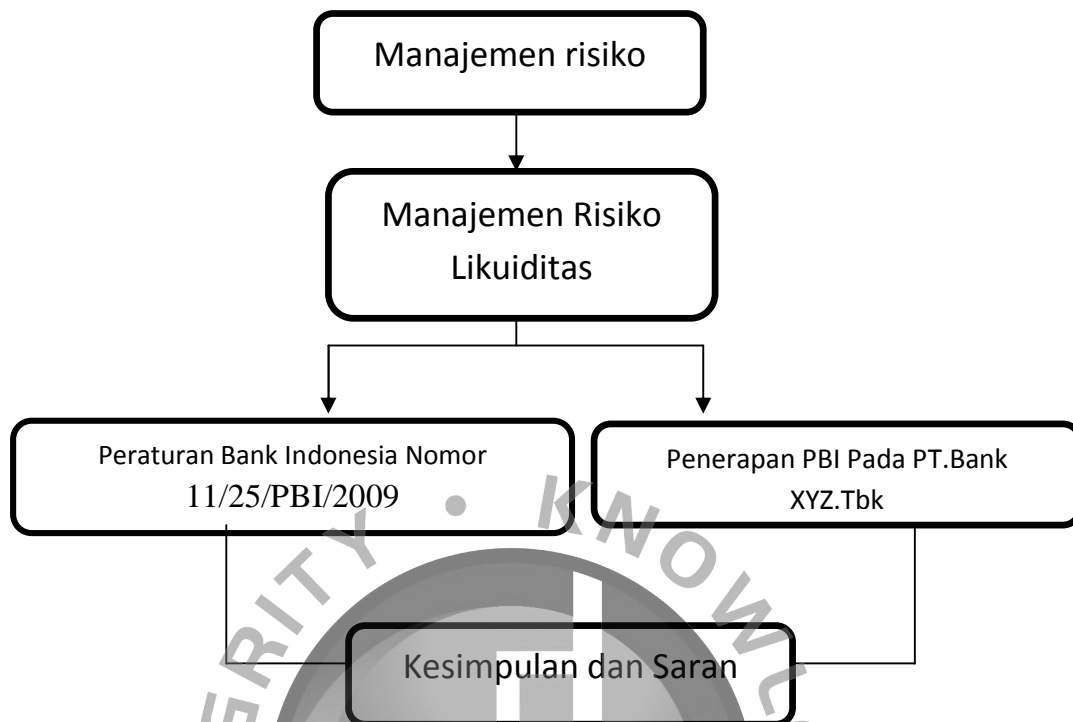 Manajemen risiko
Manajemen Risiko
Likuiditas
Peraturan Bank Indonesia Nomor
11/25/PBI/2009
Penerapan PBI Pada PT.Bank
XYZ.Tbk
Kesimpulan dan Saran